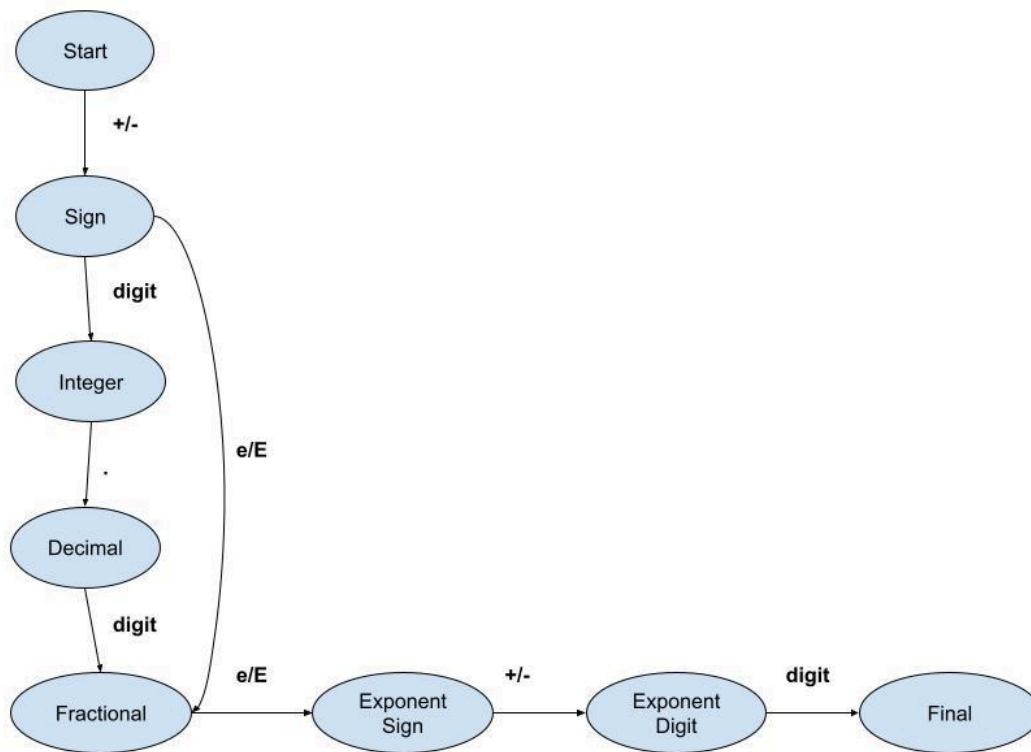 Start
+/-
Sign
digit
Integer
e/E
.
Decimal
digit
Fractional
e/E
Exponent
Sign
+/-
Exponent
Digit
digit
Final